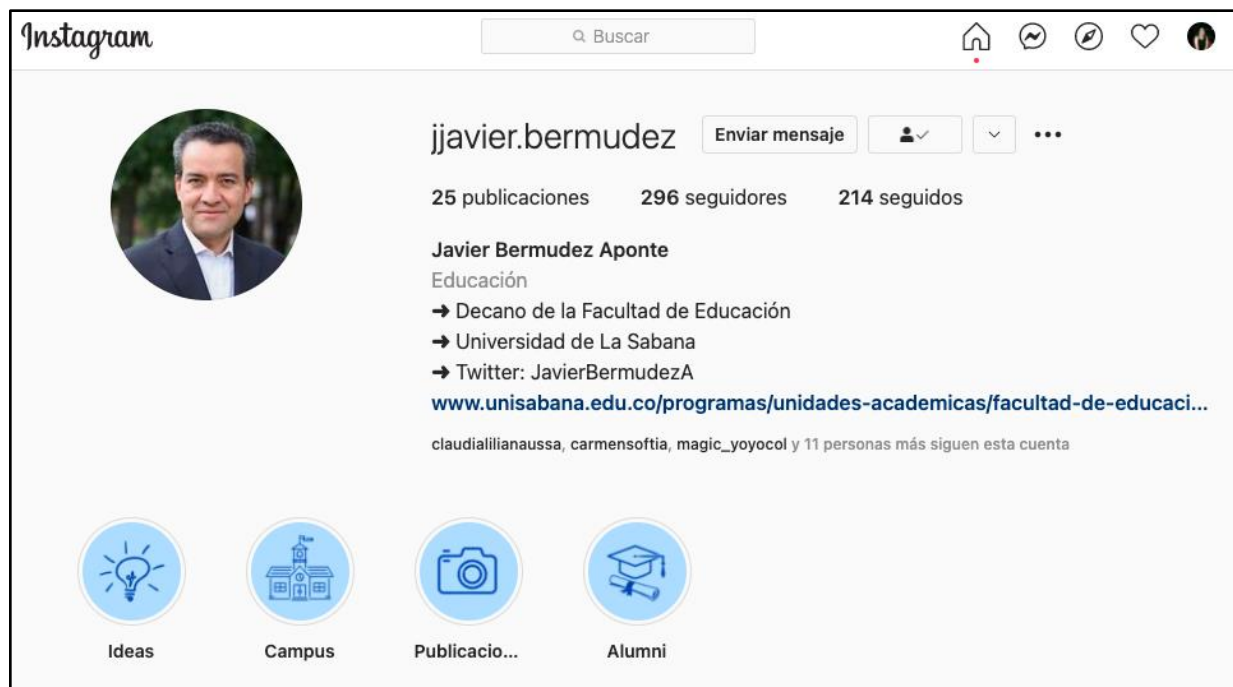 Instagram
Buscar
jjavier.bermudez Enviar mensaje
25 publicaciones 296 seguidores 214 seguidos
Javier Bermudez Aponte
Educación
➜ Decano de la Facultad de Educación
➜ Universidad de La Sabana
➜ Twitter: JavierBermudezA
www.unisabana.edu.co/programas/unidades-academicas/facultad-de-educaci...
claudialilianaussa, carmensoftia, magic_yoyocol y 11 personas más siguen esta cuenta
Ideas Campus Publicacio... Alumni